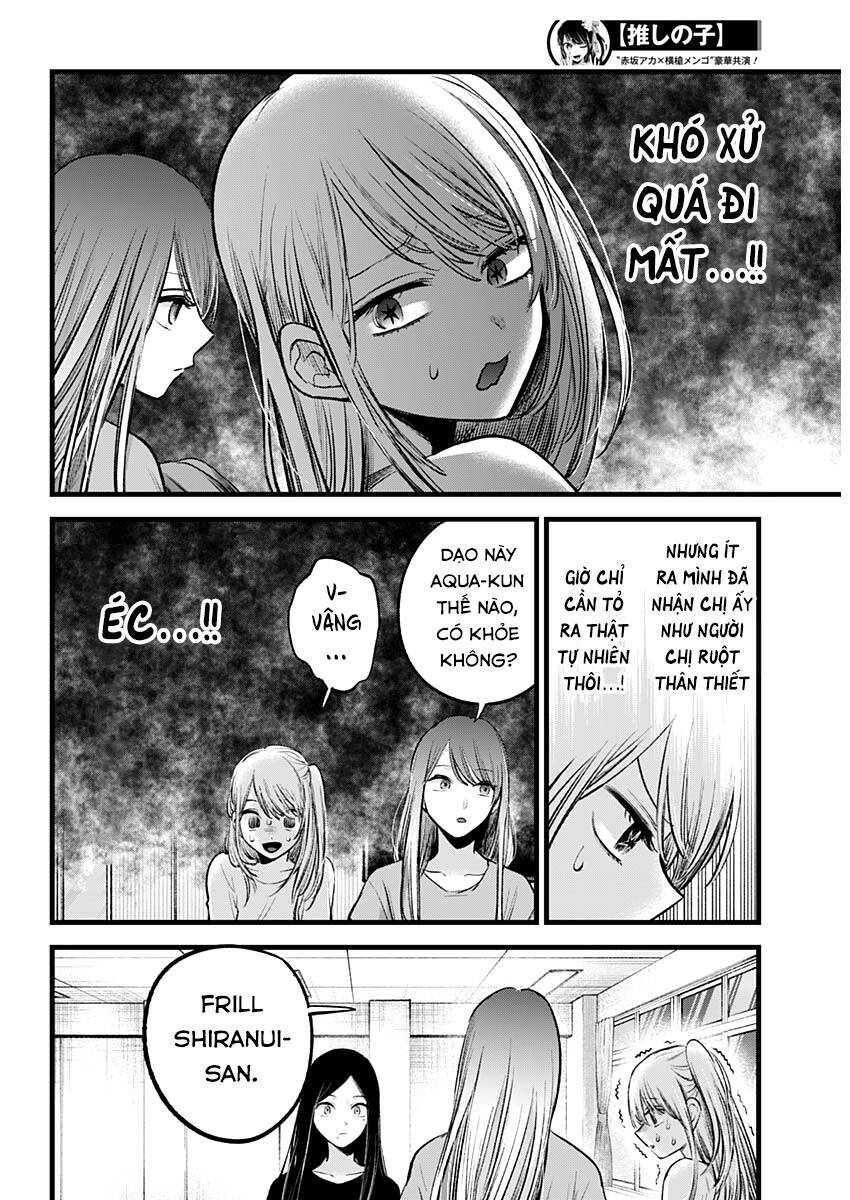 【推しの子】
“赤坂アカ×横槍メンゴ”豪華共演！
KHÓ XỬ
QUÁ ĐI
MẤT...!!
NHƯNG ÍT
RA MÌNH ĐÃ
NHẬN CHỊ ẤY
NHƯ NGƯỜI
CHỊ RUỘT
THÂN THIẾT
GIỜ CHỈ
CẦN TỎ
RA THẬT
TỰ NHIÊN
THÔI...!
DẠO NÀY
AQUA-KUN
THẾ NÀO,
CÓ KHỎE
KHÔNG?
V-
VÂNG
...
ÉC...!!
FRILL
SHIRANUI-
SAN.